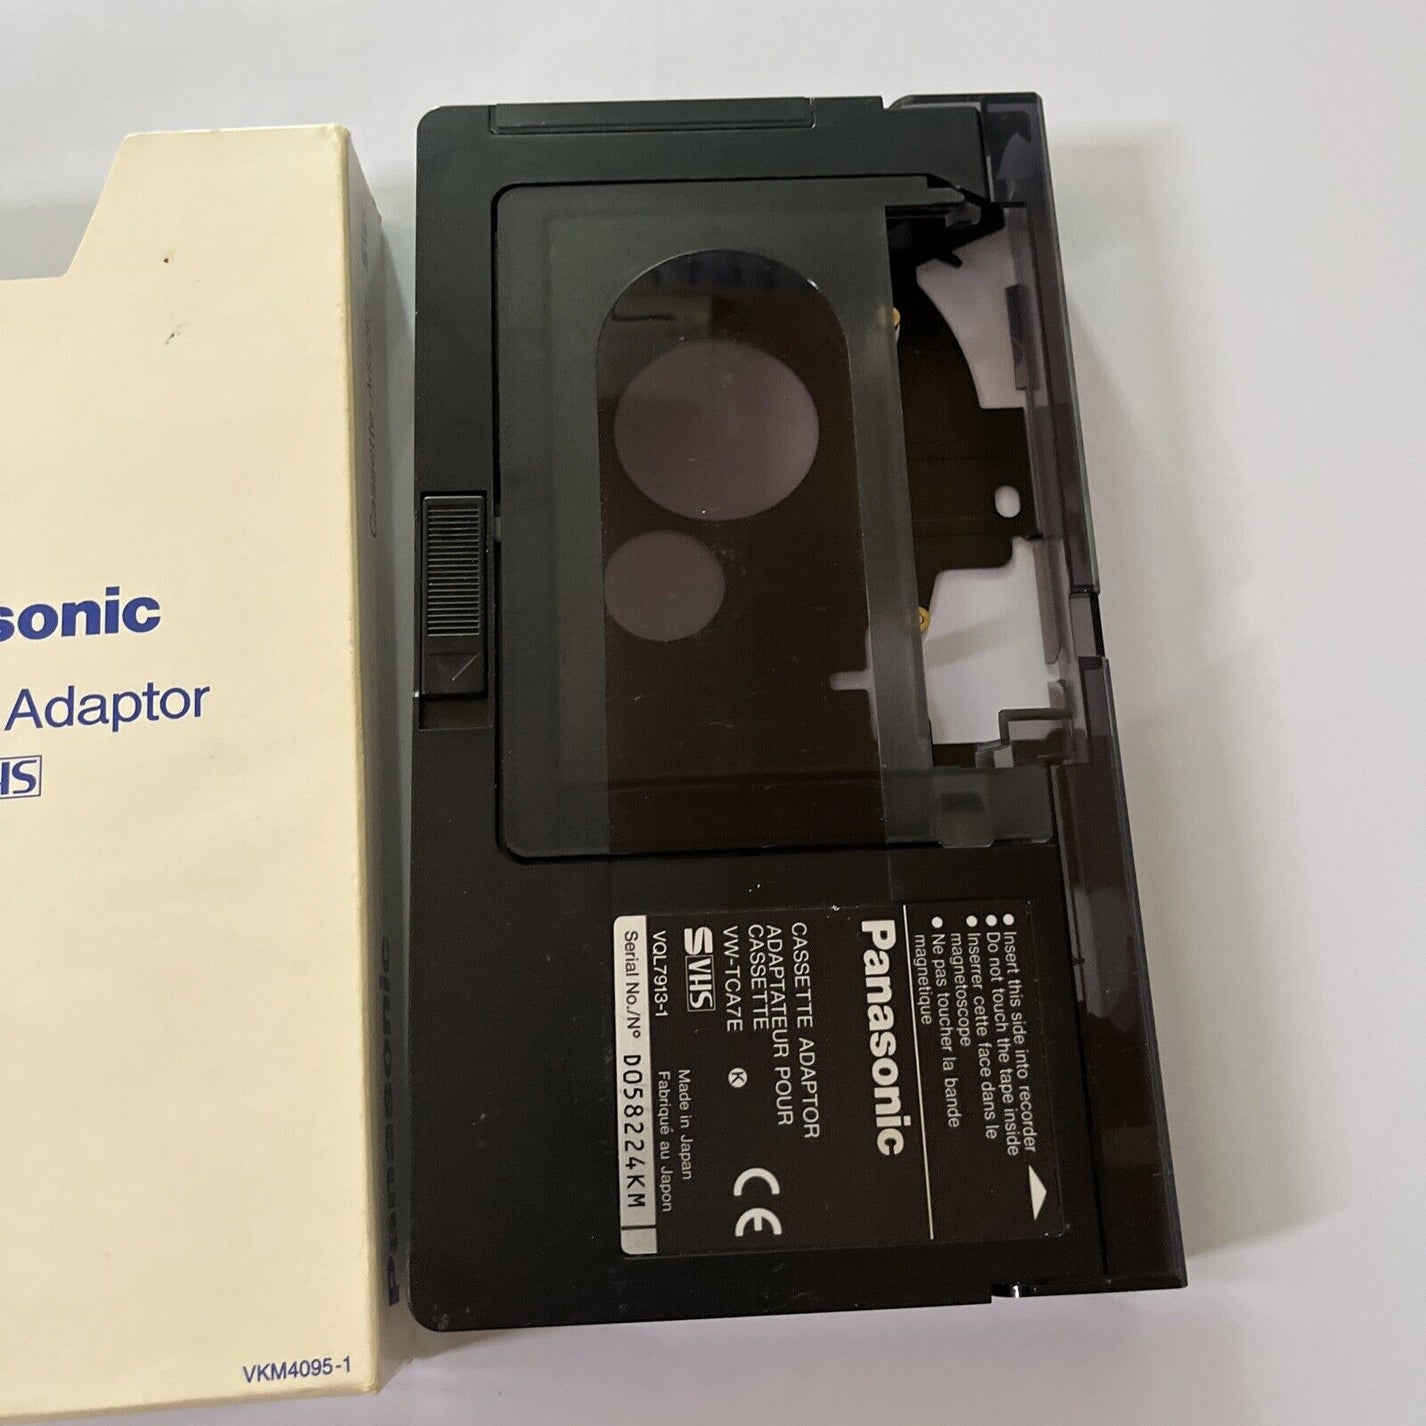 sonic
Adaptor
HS
VKM4095-1
Cassette Adaptor
Panasonic
● Insert this side into recorder
● Do not touch the tape inside
● Inserrer cette face dans le
magnetoscope
● Ne pas toucher la bande
magnetique
Panasonic
CASSETTE ADAPTOR
ADAPTATEUR POUR
CASSETTE
VW-TCA7E K
S VHS
CE
VQL7913-1
Made in Japan
Fabriqué au Japon
Serial No./Nº D058224KM